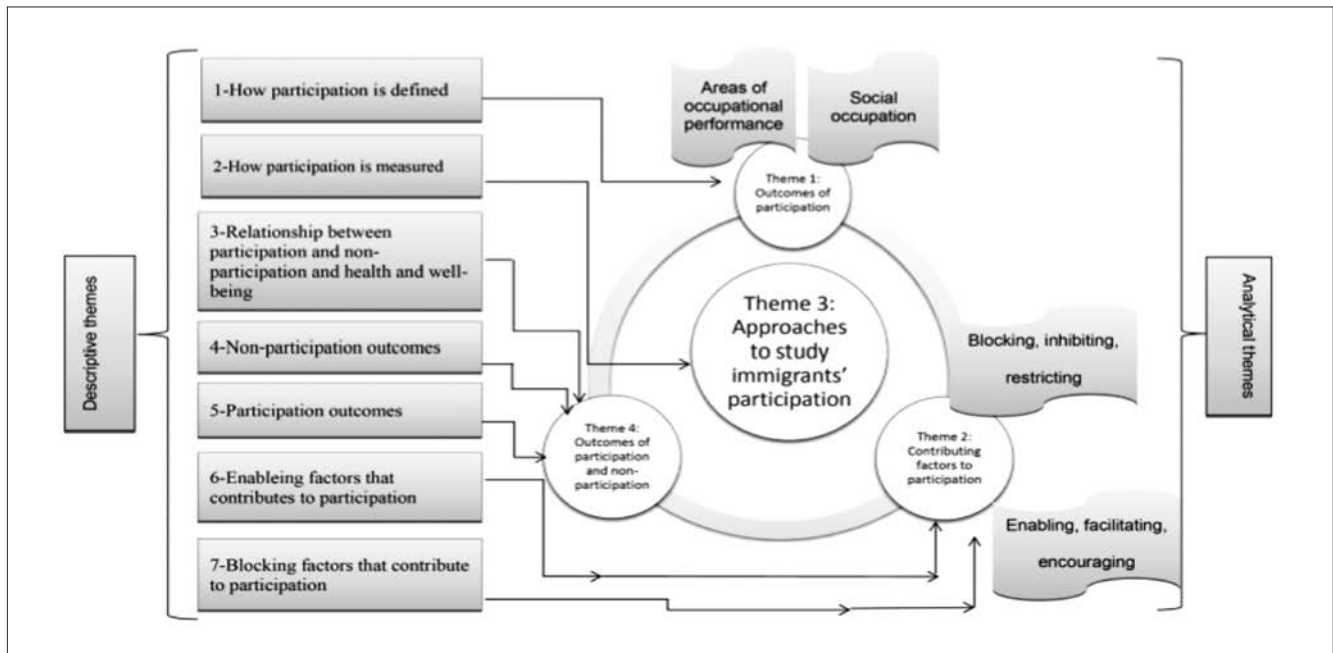 Descriptive themes
1-How participation is defined
2-How participation is measured
3-Relationship between
participation and non-
participation and health and well-
being
4-Non-participation outcomes
5-Participation outcomes
6-Enableing factors that
contributes to participation
7-Blocking factors that contribute
to participation
Areas of
occupational
performance
Social
occupation
Theme 1:
Outcomes of
participation
Theme 3:
Approaches
to study
immigrants'
participation
Blocking, inhibiting,
restricting
Theme 4:
Outcomes of
participation
and non-
participation
Theme 2:
Contributing
factors to
participation
Enabling, facilitating,
encouraging
Analytical themes